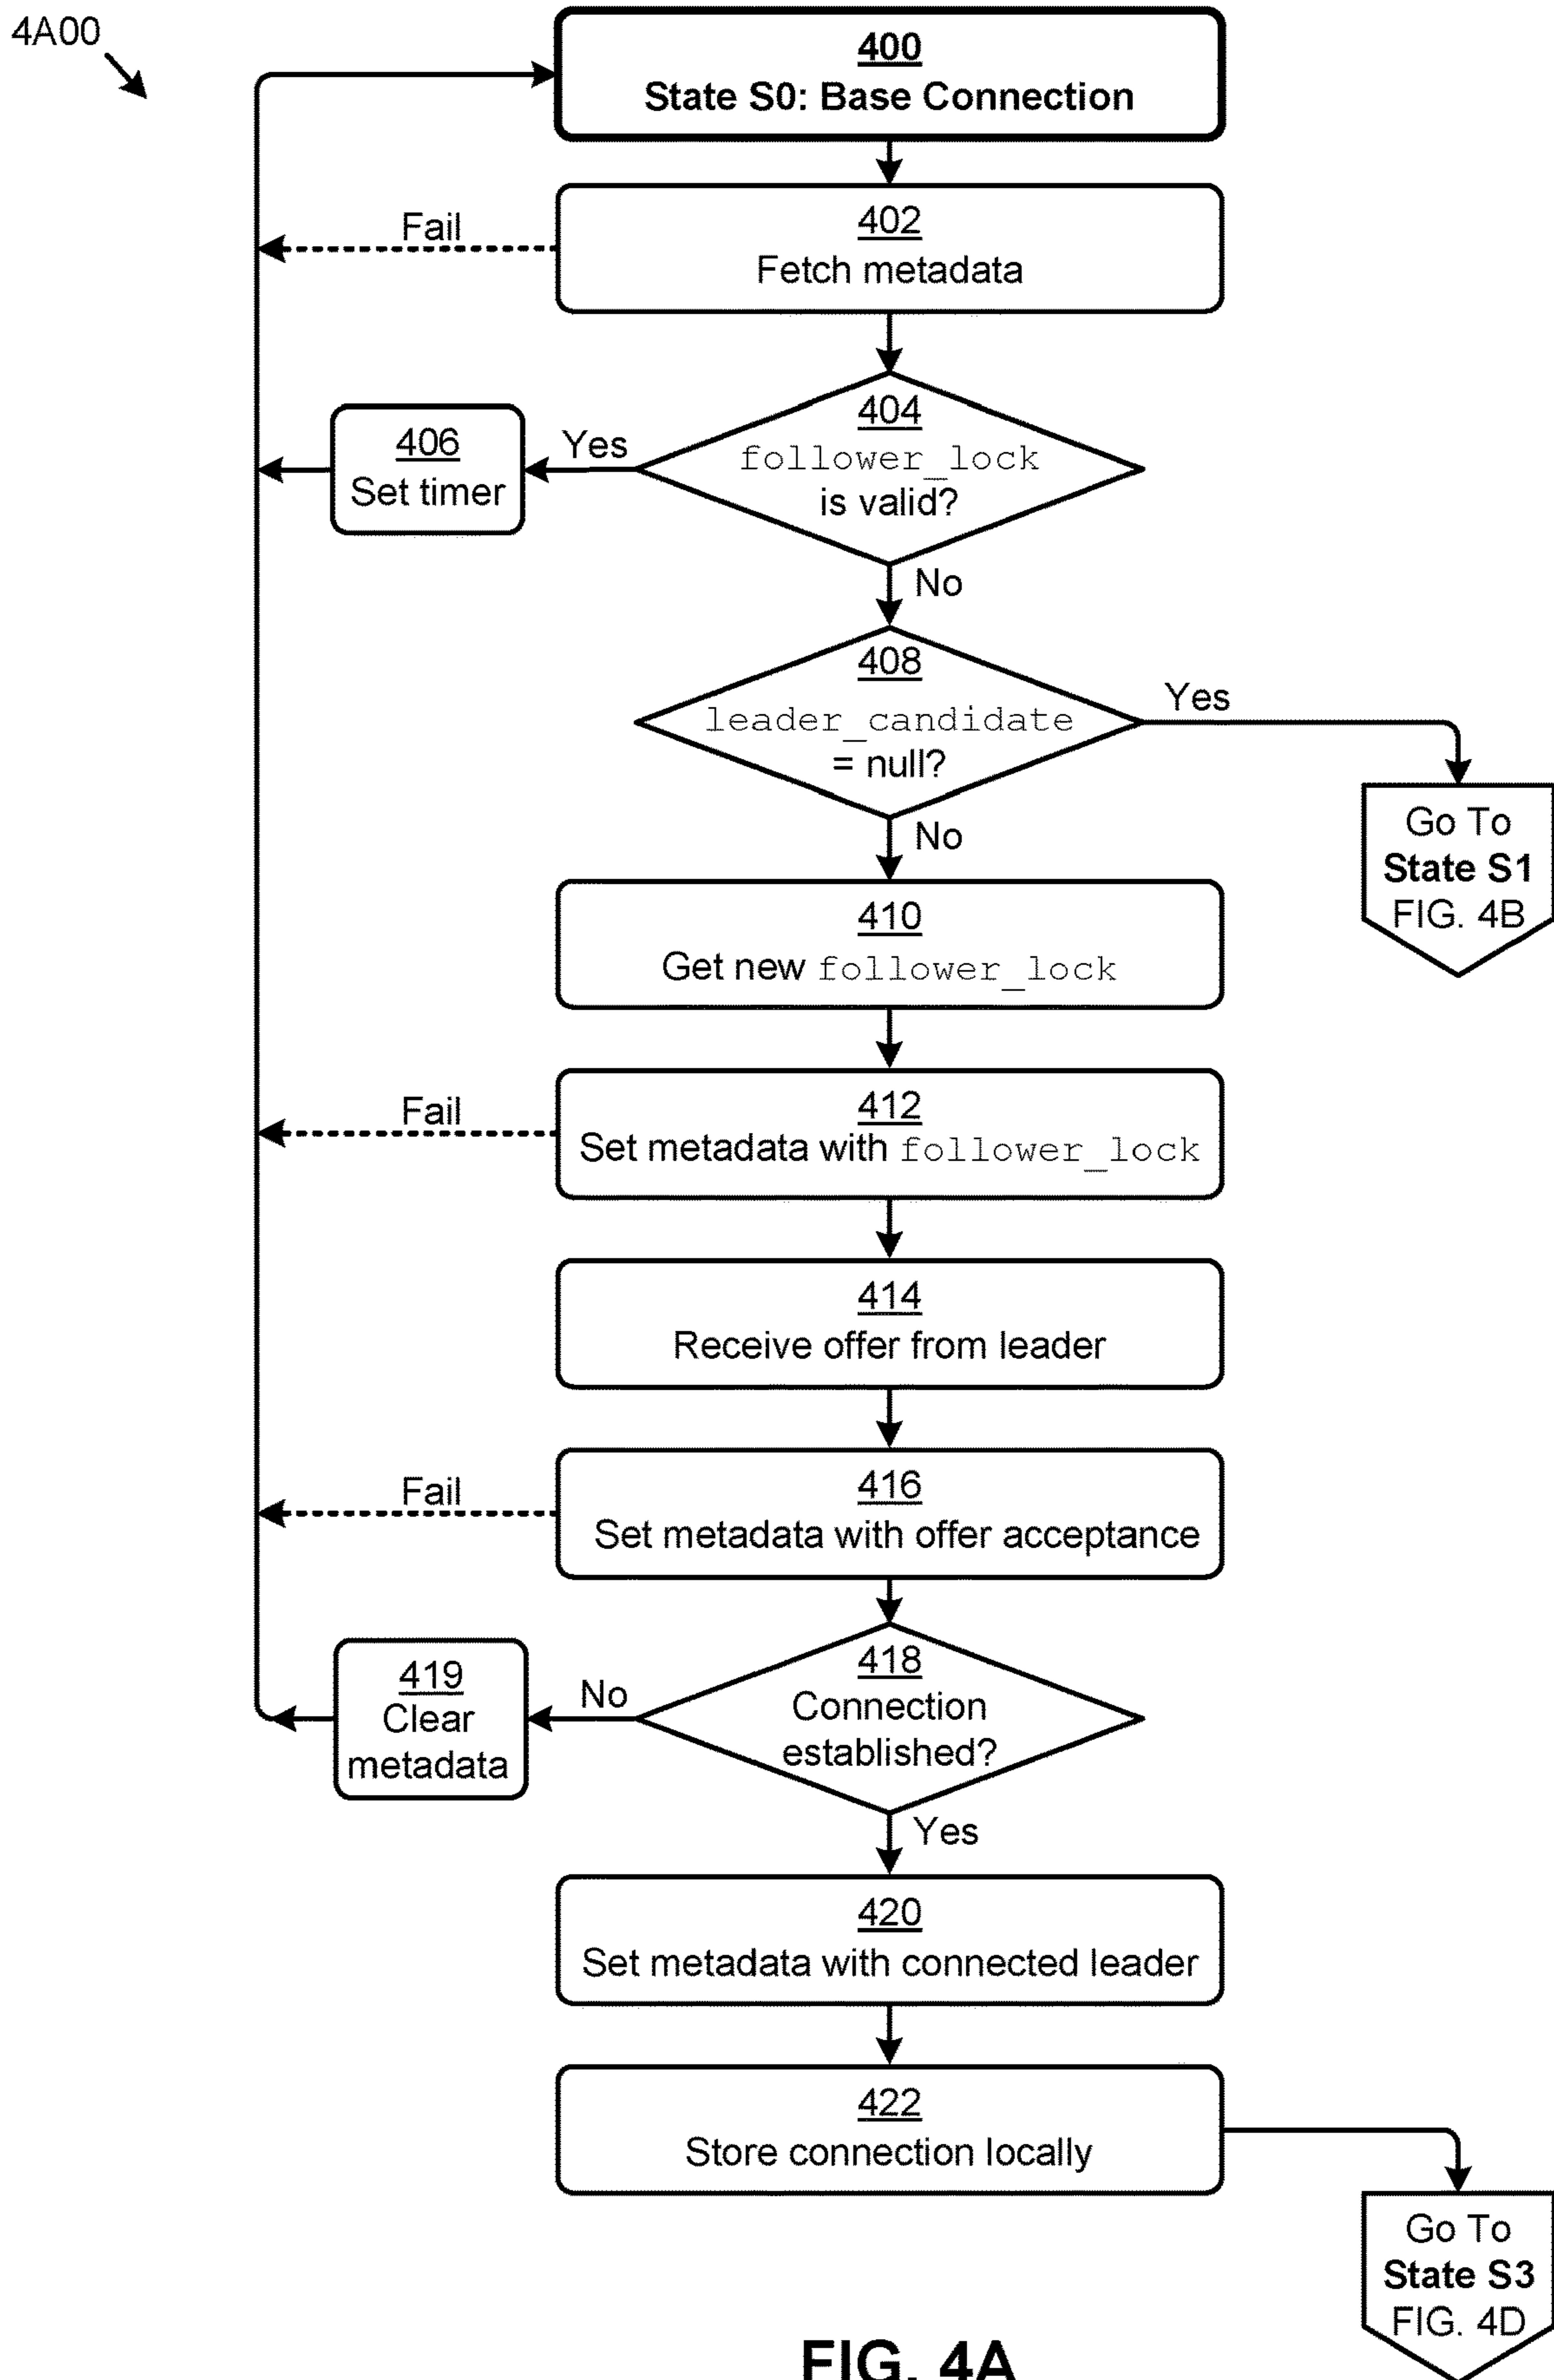 4A00
400
State S0: Base Connection
Fail
402
Fetch metadata
404
follower_lock
is valid?
Yes
406
Set timer
No
408
leader_candidate
= null?
Yes
Go To
State S1
FIG. 4B
No
410
Get new follower_lock
Fail
412
Set metadata with follower_lock
414
Receive offer from leader
Fail
416
Set metadata with offer acceptance
418
Connection
established?
No
419
Clear
metadata
Yes
420
Set metadata with connected leader
422
Store connection locally
Go To
State S3
FIG. 4D
FIG. 4A